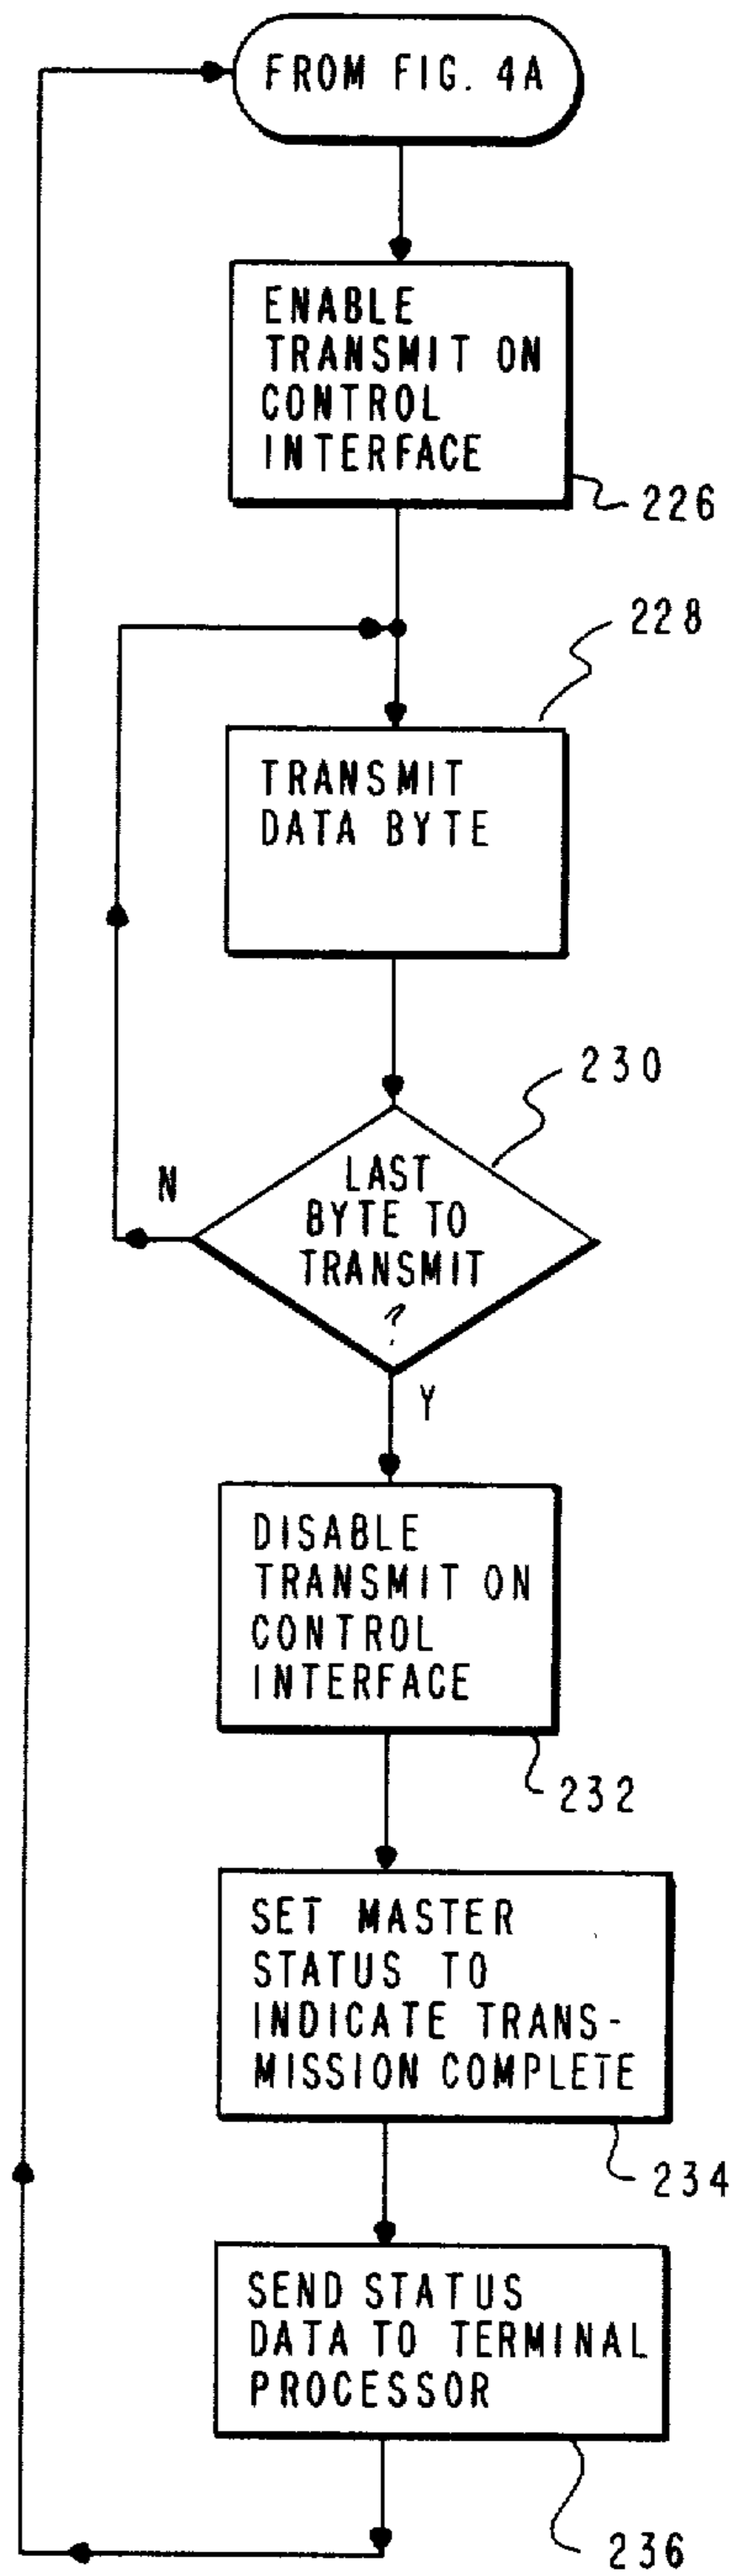 FROM FIG. 4A
ENABLE
TRANSMIT ON
CONTROL
INTERFACE
226
228
TRANSMIT
DATA BYTE
230
N
LAST
BYTE TO
TRANSMIT
?
Y
DISABLE
TRANSMIT ON
CONTROL
INTERFACE
232
SET MASTER
STATUS TO
INDICATE TRANS-
MISSION COMPLETE
234
SEND STATUS
DATA TO TERMINAL
PROCESSOR
236